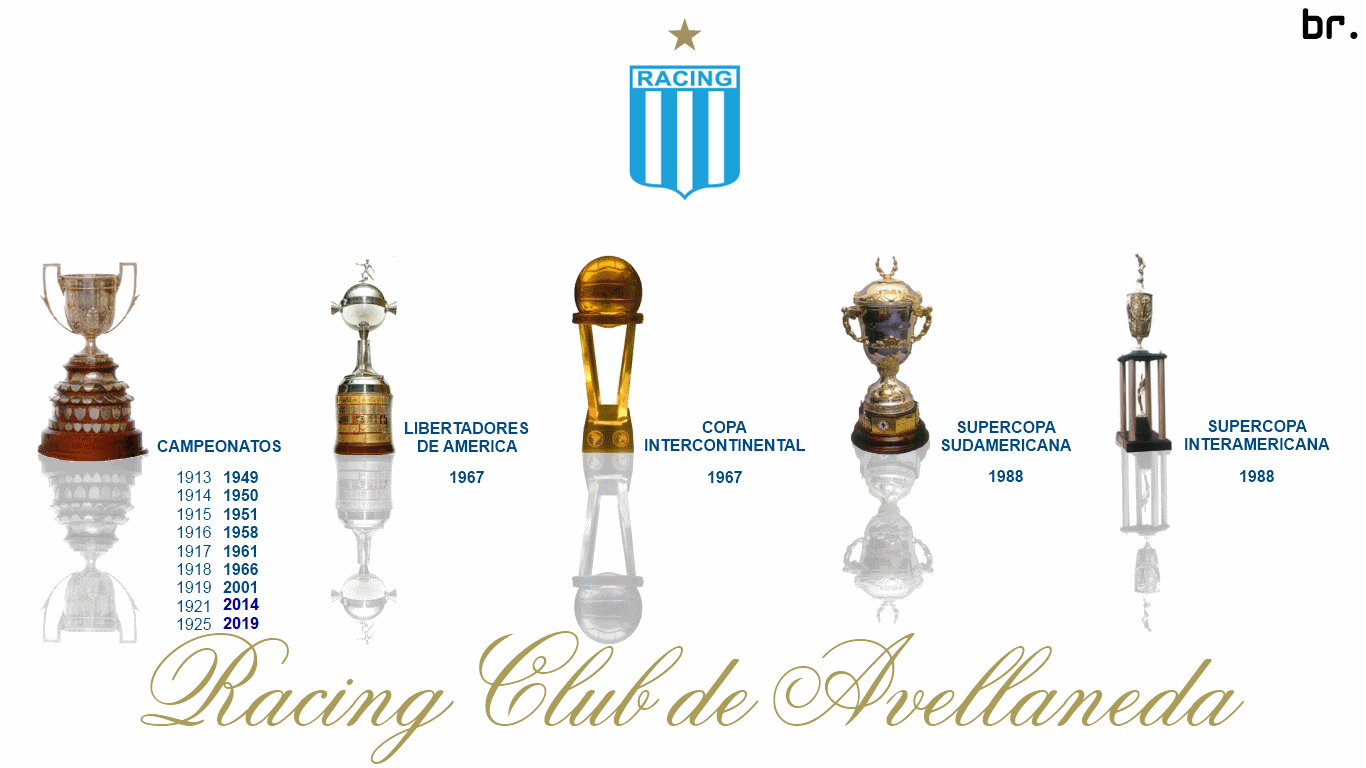 br.
RACING
CAMPEONATOS
1913 1949
1914 1950
1915 1951
1916 1958
1917 1961
1918 1966
1919 2001
1921 2014
1925 2019
LIBERTADORES
DE AMERICA
1967
COPA
INTERCONTINENTAL
1967
SUPERCOPA
SUDAMERICANA
1988
SUPERCOPA
INTERAMERICANA
1988
Racing Club de Avellaneda